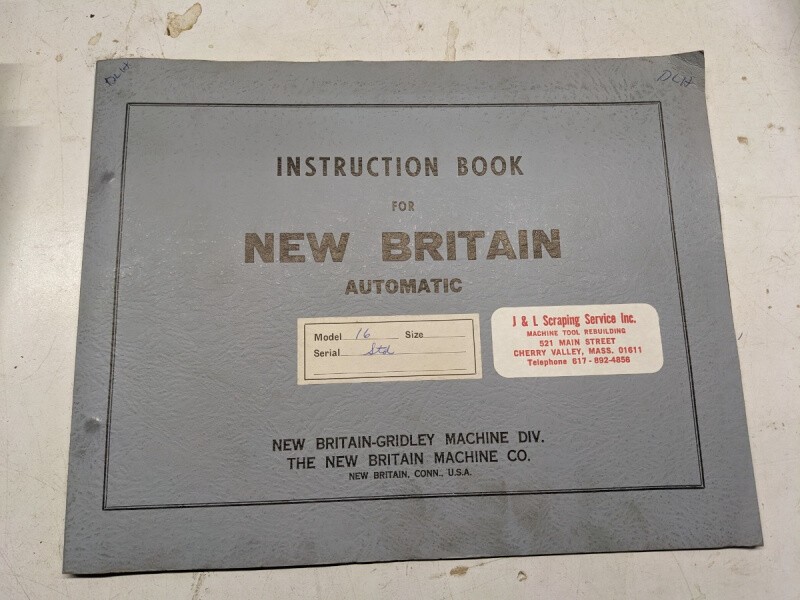 DLH
DLH
INSTRUCTION BOOK
FOR
NEW BRITAIN
AUTOMATIC
Model 16 Size
Serial Std
J & L Scraping Service Inc.
MACHINE TOOL REBUILDING
521 MAIN STREET
CHERRY VALLEY, MASS. 01611
Telephone 617 - 892-4856
NEW BRITAIN-GRIDLEY MACHINE DIV.
THE NEW BRITAIN MACHINE CO.
NEW BRITAIN, CONN., U.S.A.